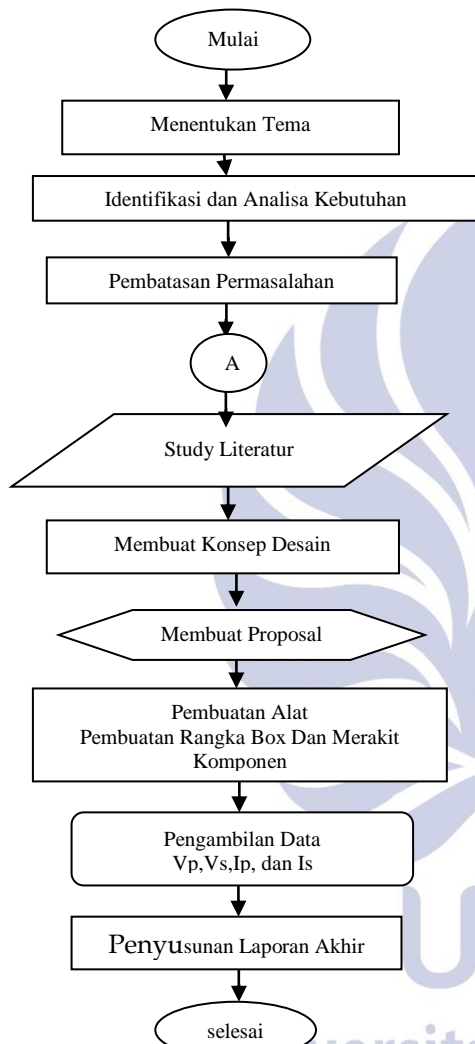 Mulai
Menentukan Tema
Identifikasi dan Analisa Kebutuhan
Pembatasan Permasalahan
A
Study Literatur
Membuat Konsep Desain
Membuat Proposal
Pembuatan Alat
Pembuatan Rangka Box Dan Merakit
Komponen
Pengambilan Data
Vp,Vs,Ip, dan Is
Penyusunan Laporan Akhir
selesai
U